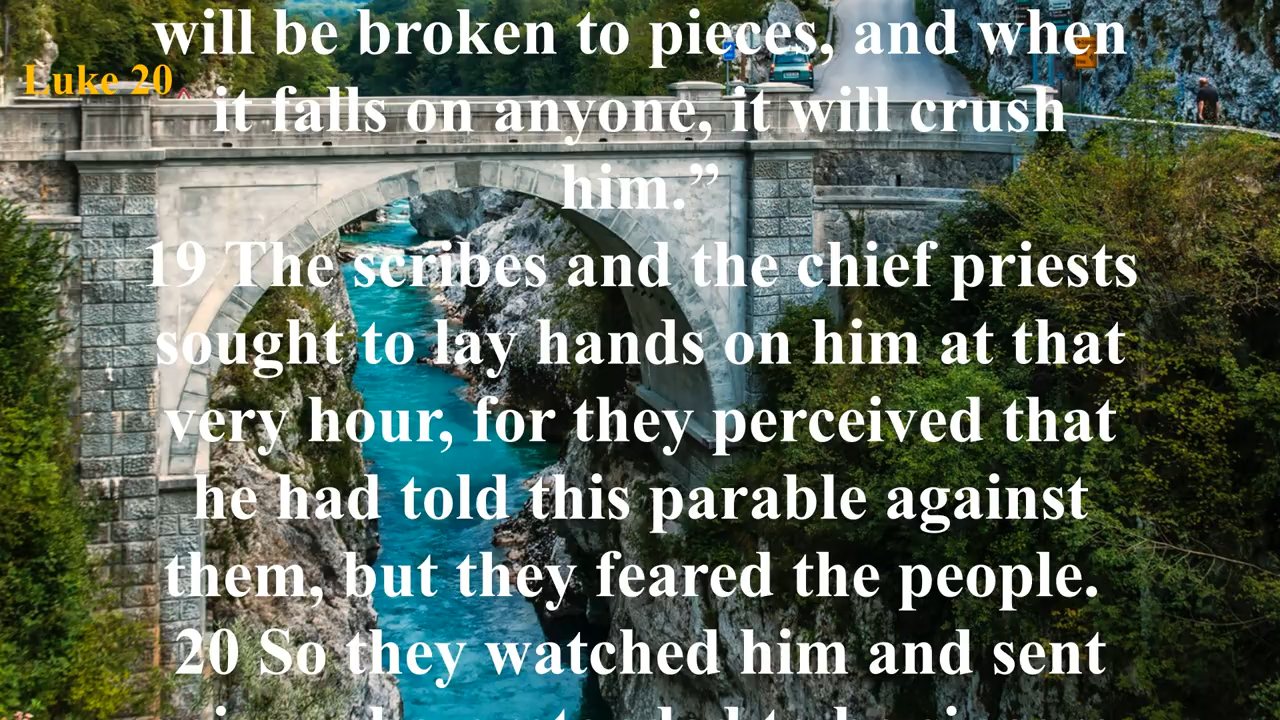 will be broken to pieces, and when
Luke 20
it falls on anyone, it will crush
him.”
19 The scribes and the chief priests
sought to lay hands on him at that
very hour, for they perceived that
he had told this parable against
them, but they feared the people.
20 So they watched him and sent